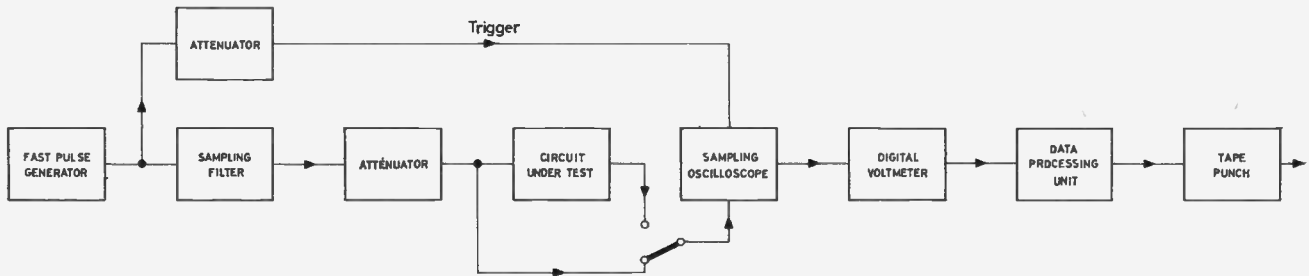 Trigger
ATTENUATOR
FAST PULSE
GENERATOR
SAMPLING
FILTER
ATTENUATOR
CIRCUIT
UNDER TEST
SAMPLING
OSCILLOSCOPE
DIGITAL
VOLTMETER
DATA
PROCESSING
UNIT
TAPE
PUNCH